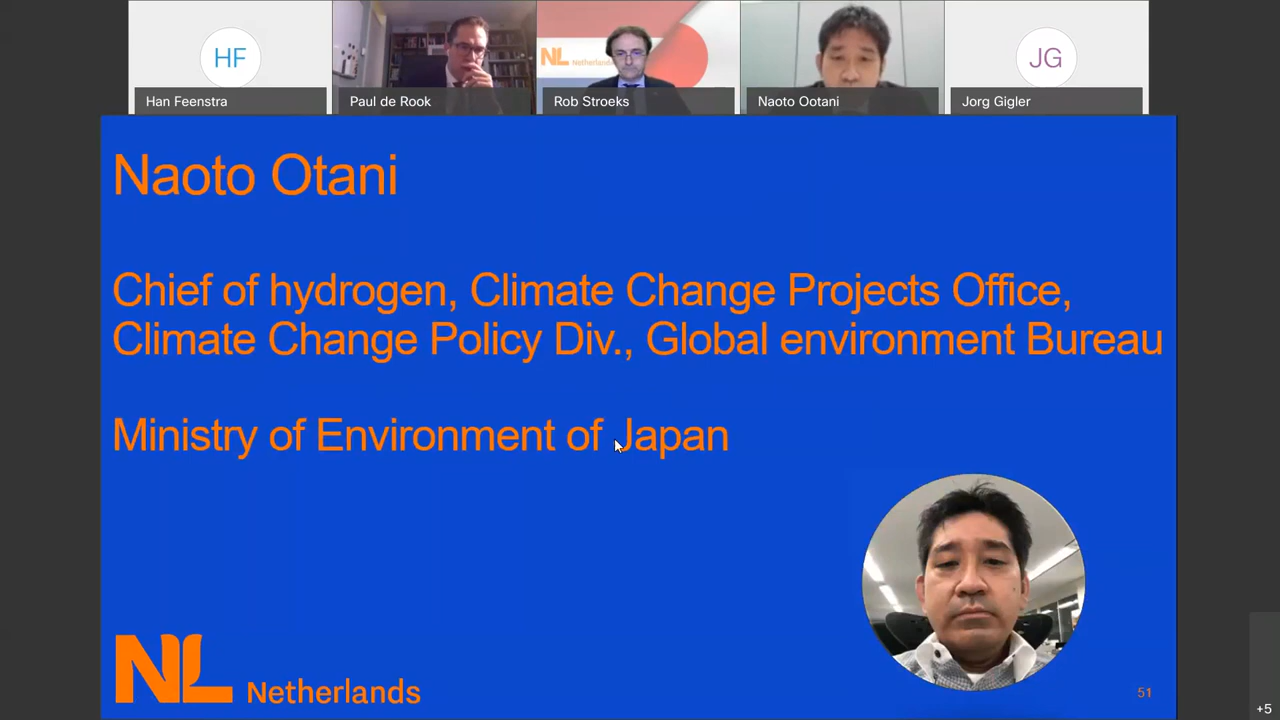 HF
JG
NL Netherlands
Han Feenstra
Paul de Rook
Rob Stroeks
Naoto Ootani
Jorg Gigler
Naoto Otani
Chief of hydrogen, Climate Change Projects Office,
Climate Change Policy Div., Global environment Bureau
Ministry of Environment of Japan
NL Netherlands
51
+5